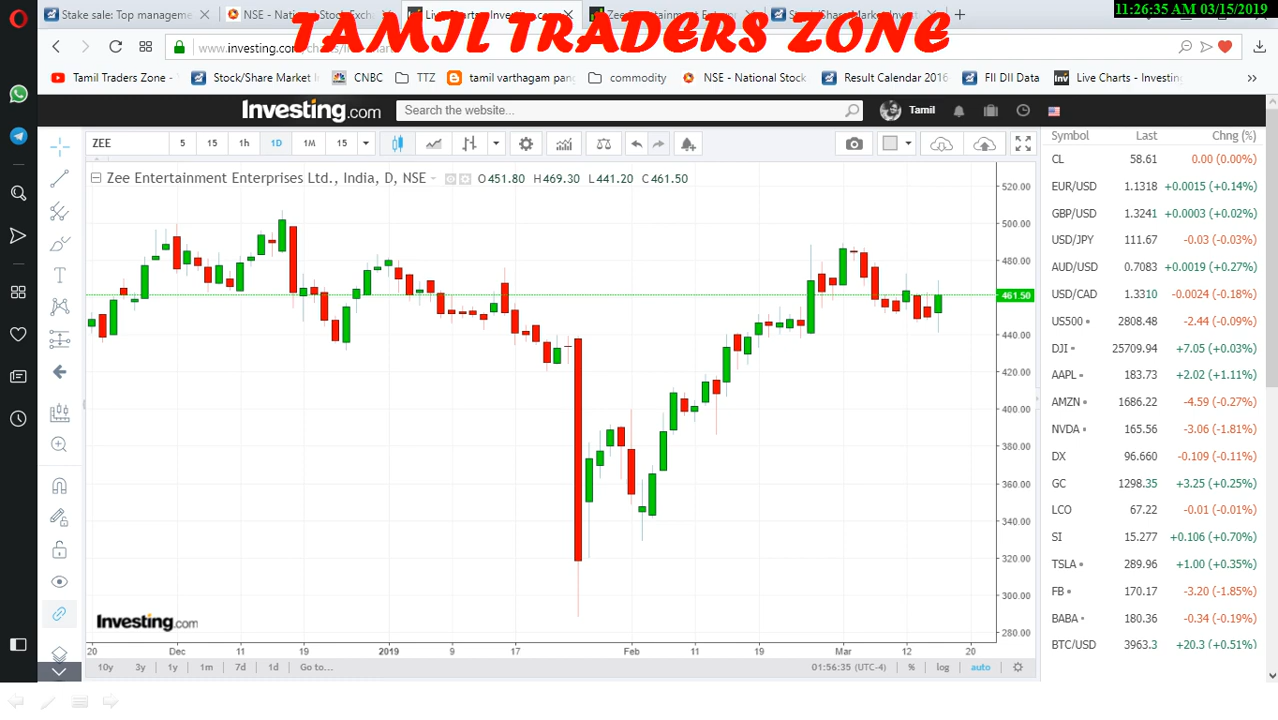 11:26:35 AM 03/15/2019
Stake sale: Top manageme
NSE - National Stock Exch
TAMIL TRADERS ZONE
www.investing.com
Tamil Traders Zone - Stock/Share Market I CNBC TTZ tamil varthagam pan commodity NSE - National Stock Result Calendar 2016 FII DII Data Live Charts - Investin
Investing.com Search the website... Tamil
ZEE 5 15 1h 1D 1M 15
Symbol Last Chng (%)
Zee Entertainment Enterprises Ltd., India, D, NSE O451.80 H469.30 L441.20 C461.50
520.00
500.00
480.00
461.50
440.00
420.00
400.00
380.00
360.00
340.00
320.00
300.00
280.00
CL 58.61 0.00 (0.00%)
EUR/USD 1.1318 +0.0015 (+0.14%)
GBP/USD 1.3241 +0.0003 (+0.02%)
USD/JPY 111.67 -0.03 (-0.03%)
AUD/USD 0.7083 +0.0019 (+0.27%)
USD/CAD 1.3310 -0.0024 (-0.18%)
US500 2808.48 -2.44 (-0.09%)
DJI 25709.94 +7.05 (+0.03%)
AAPL 183.73 +2.02 (+1.11%)
AMZN 1686.22 -4.59 (-0.27%)
NVDA 165.56 -3.06 (-1.81%)
DX 96.660 -0.109 (-0.11%)
GC 1298.35 +3.25 (+0.25%)
LCO 67.22 -0.01 (-0.01%)
SI 15.277 +0.106 (+0.70%)
TSLA 289.96 +1.00 (+0.35%)
FB 170.17 -3.20 (-1.85%)
BABA 180.36 -0.34 (-0.19%)
BTC/USD 3963.3 +20.3 (+0.51%)
Investing.com
20 Dec 11 19 2019 9 17 Feb 11 19 Mar 12 20
10y 3y 1y 1m 7d 1d Go to... 01:56:35 (UTC-4) % log auto